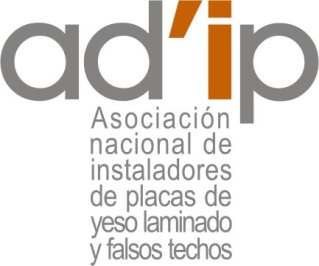 ad'ip
Asociación
nacional de
instaladores
de placas de
yeso laminado
y falsos techos